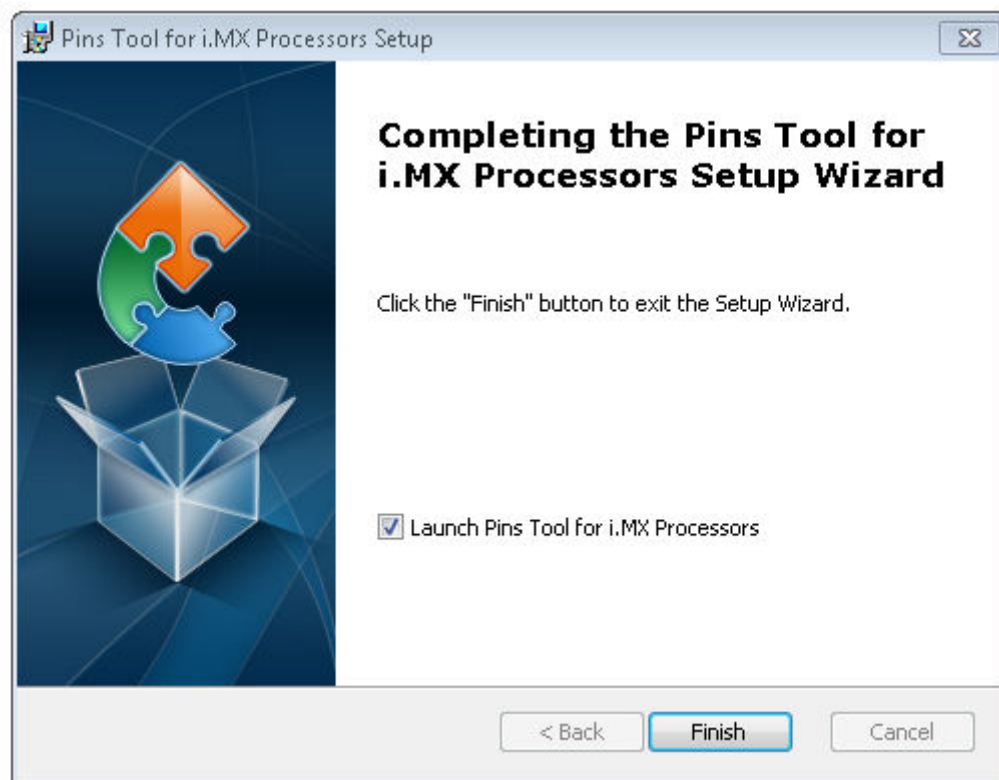 Pins Tool for i.MX Processors Setup
Completing the Pins Tool for
i.MX Processors Setup Wizard
Click the "Finish" button to exit the Setup Wizard.
Launch Pins Tool for i.MX Processors
< Back
Finish
Cancel